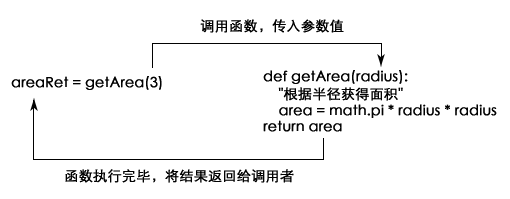 调用函数，传入参数值
areaRet = getArea(3)
def getArea(radius):
"根据半径获得面积"
area = math.pi * radius * radius
return area
函数执行完毕，将结果返回给调用者